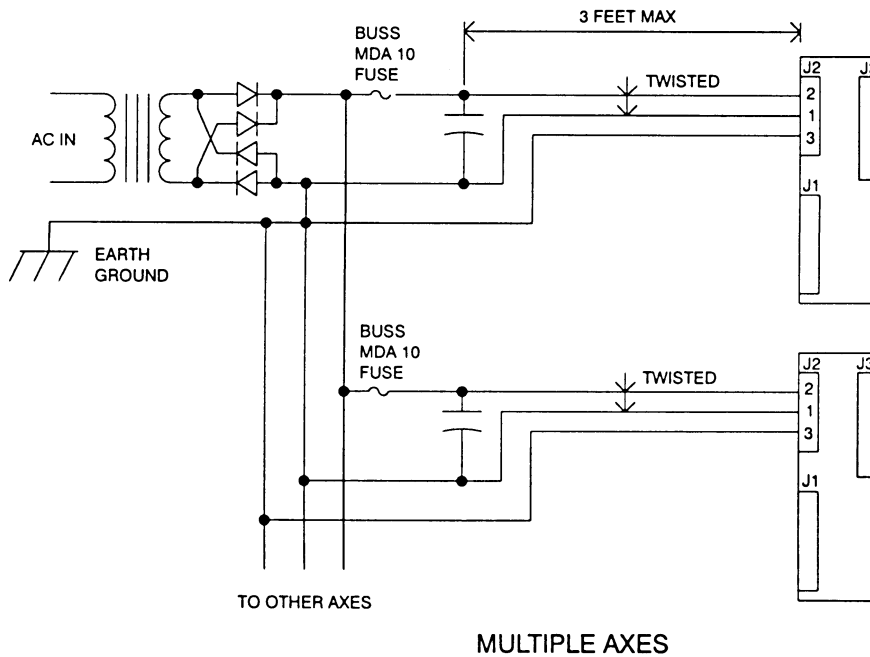 3 FEET MAX
BUSS
MDA 10
FUSE
J2
TWISTED
2
1
3
AC IN
J1
EARTH
GROUND
BUSS
MDA 10
FUSE
J2
J3
TWISTED
2
1
3
J1
TO OTHER AXES
MULTIPLE AXES